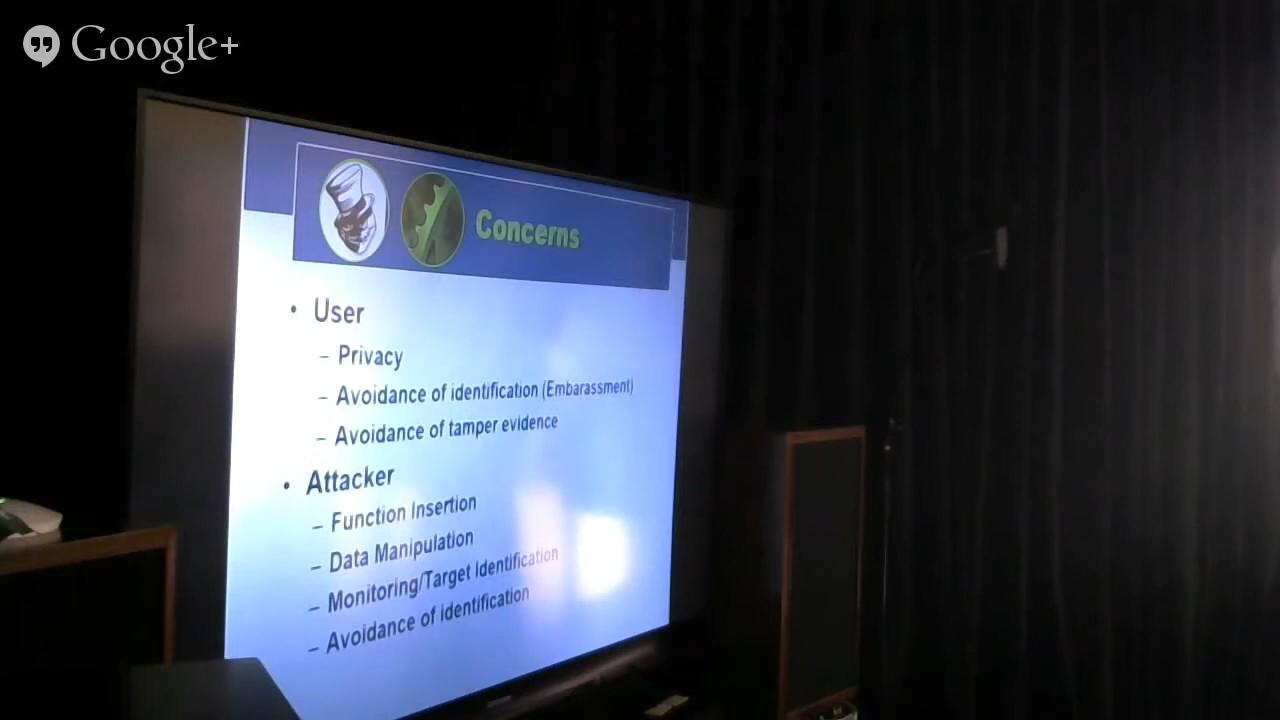 Google+
Concerns
• User
– Privacy
– Avoidance of identification (Embarassment)
– Avoidance of tamper evidence
• Attacker
– Function Insertion
– Data Manipulation
– Monitoring/Target Identification
– Avoidance of identification